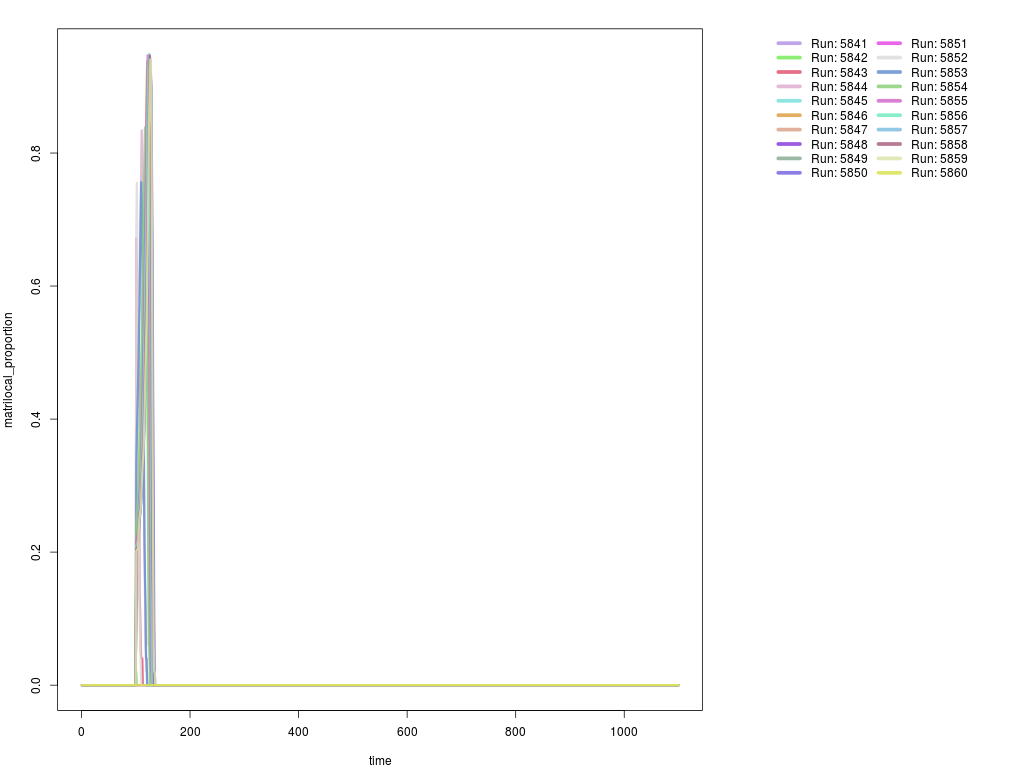 Run: 5841 Run: 5851
Run: 5842 Run: 5852
Run: 5843 Run: 5853
Run: 5844 Run: 5854
Run: 5845 Run: 5855
Run: 5846 Run: 5856
Run: 5847 Run: 5857
Run: 5848 Run: 5858
Run: 5849 Run: 5859
Run: 5850 Run: 5860
matrilocal_proportion
0.8
0.6
0.4
0.2
0.0
0 200 400 600 800 1000
time